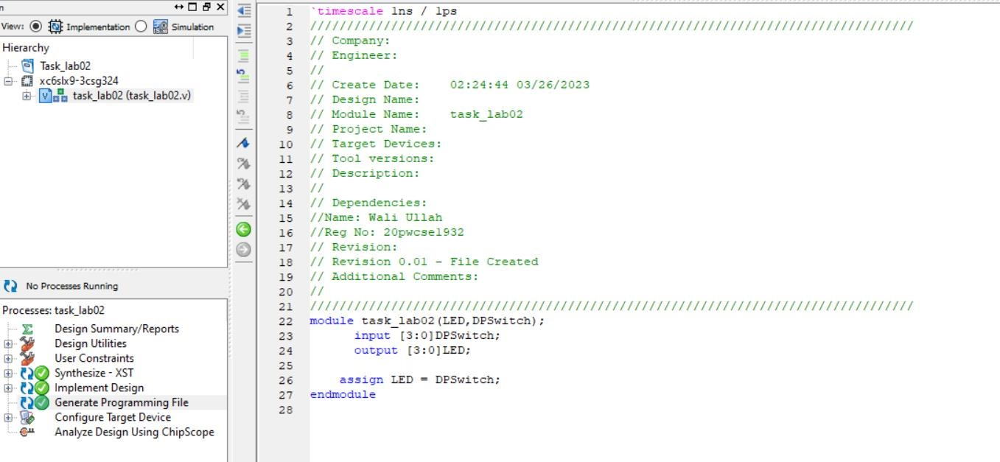 n
View: Implementation Simulation
Hierarchy
Task_lab02
xc6slx9-3csg324
task_lab02 (task_lab02.v)
No Processes Running
Processes: task_lab02
Design Summary/Reports
Design Utilities
User Constraints
Synthesize - XST
Implement Design
Generate Programming File
Configure Target Device
Analyze Design Using ChipScope
1 `timescale 1ns / 1ps
2 //////////////////////////////////////////////////////////////////////////////////
3 // Company:
4 // Engineer:
5 //
6 // Create Date:    02:24:44 03/26/2023
7 // Design Name:
8 // Module Name:    task_lab02
9 // Project Name:
10 // Target Devices:
11 // Tool versions:
12 // Description:
13 //
14 // Dependencies:
15 //Name: Wali Ullah
16 //Reg No: 20pwcse1932
17 // Revision:
18 // Revision 0.01 - File Created
19 // Additional Comments:
20 //
21 //////////////////////////////////////////////////////////////////////////////////
22 module task_lab02(LED,DPSwitch);
23       input [3:0]DPSwitch;
24       output [3:0]LED;
25
26     assign LED = DPSwitch;
27 endmodule
28